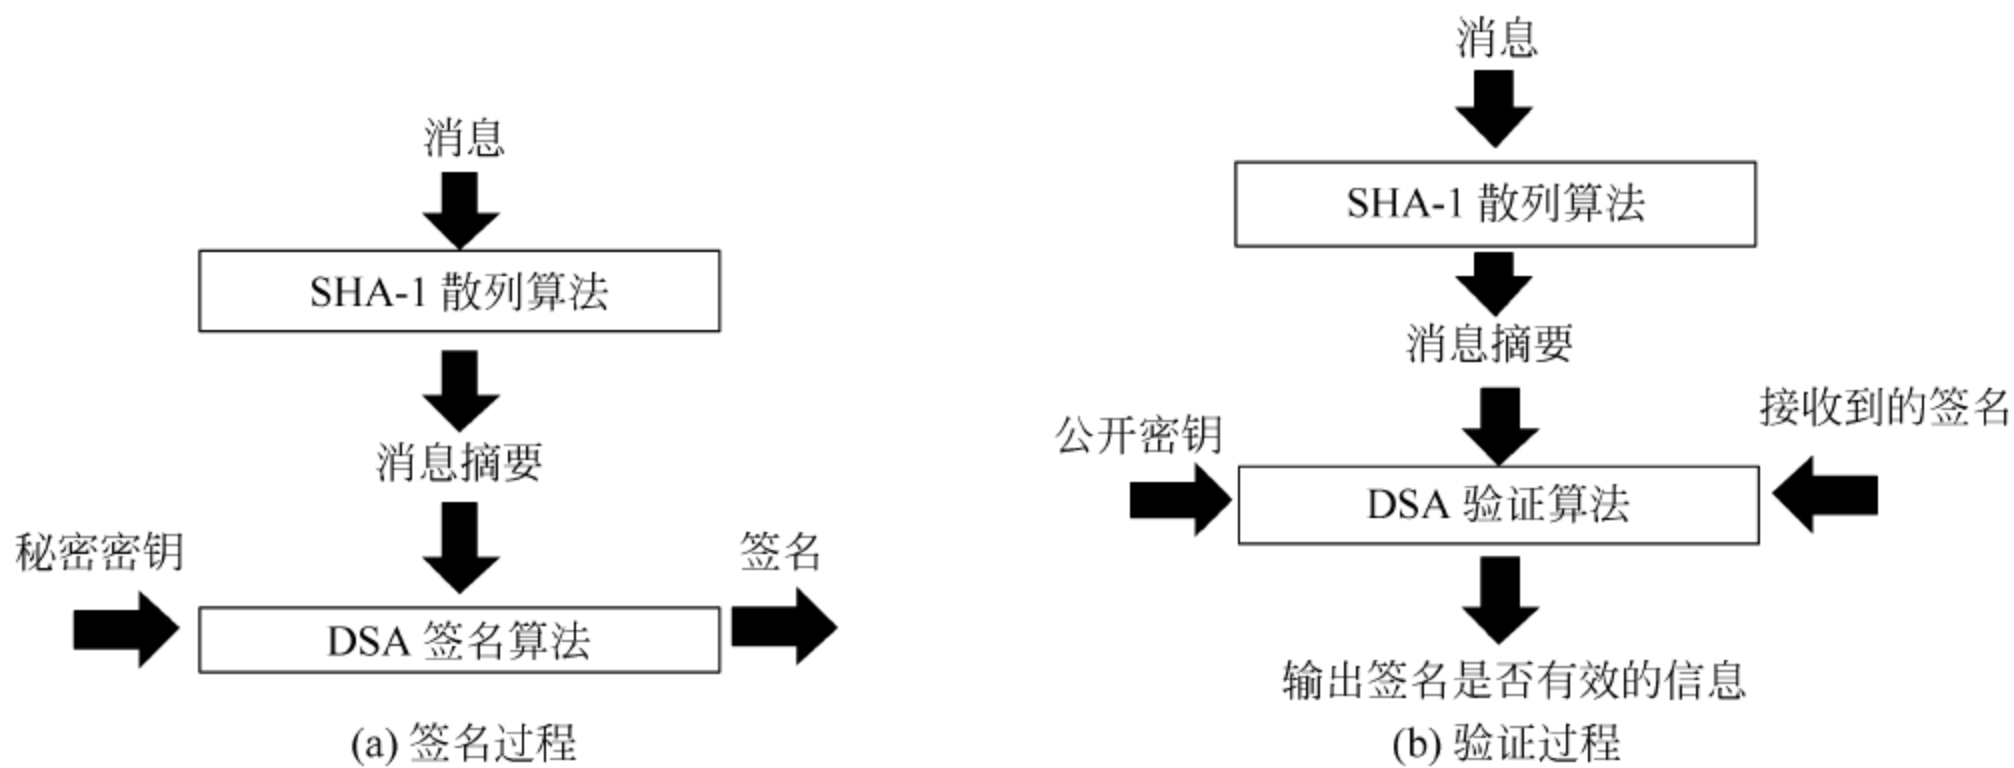 消息
SHA-1 散列算法
消息摘要
秘密密钥
签名
DSA 签名算法
(a) 签名过程
消息
SHA-1 散列算法
消息摘要
公开密钥
接收到的签名
DSA 验证算法
输出签名是否有效的信息
(b) 验证过程